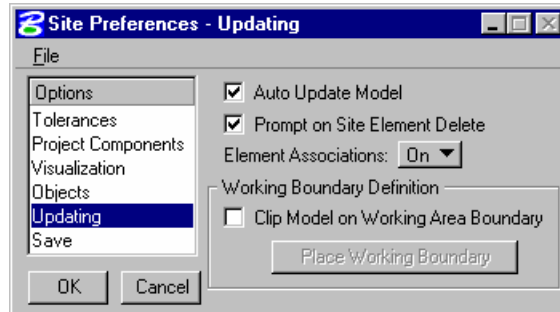 Site Preferences - Updating
File
Options
Tolerances
Project Components
Visualization
Objects
Updating
Save
Auto Update Model
Prompt on Site Element Delete
Element Associations: On
Working Boundary Definition
Clip Model on Working Area Boundary
Place Working Boundary
OK
Cancel